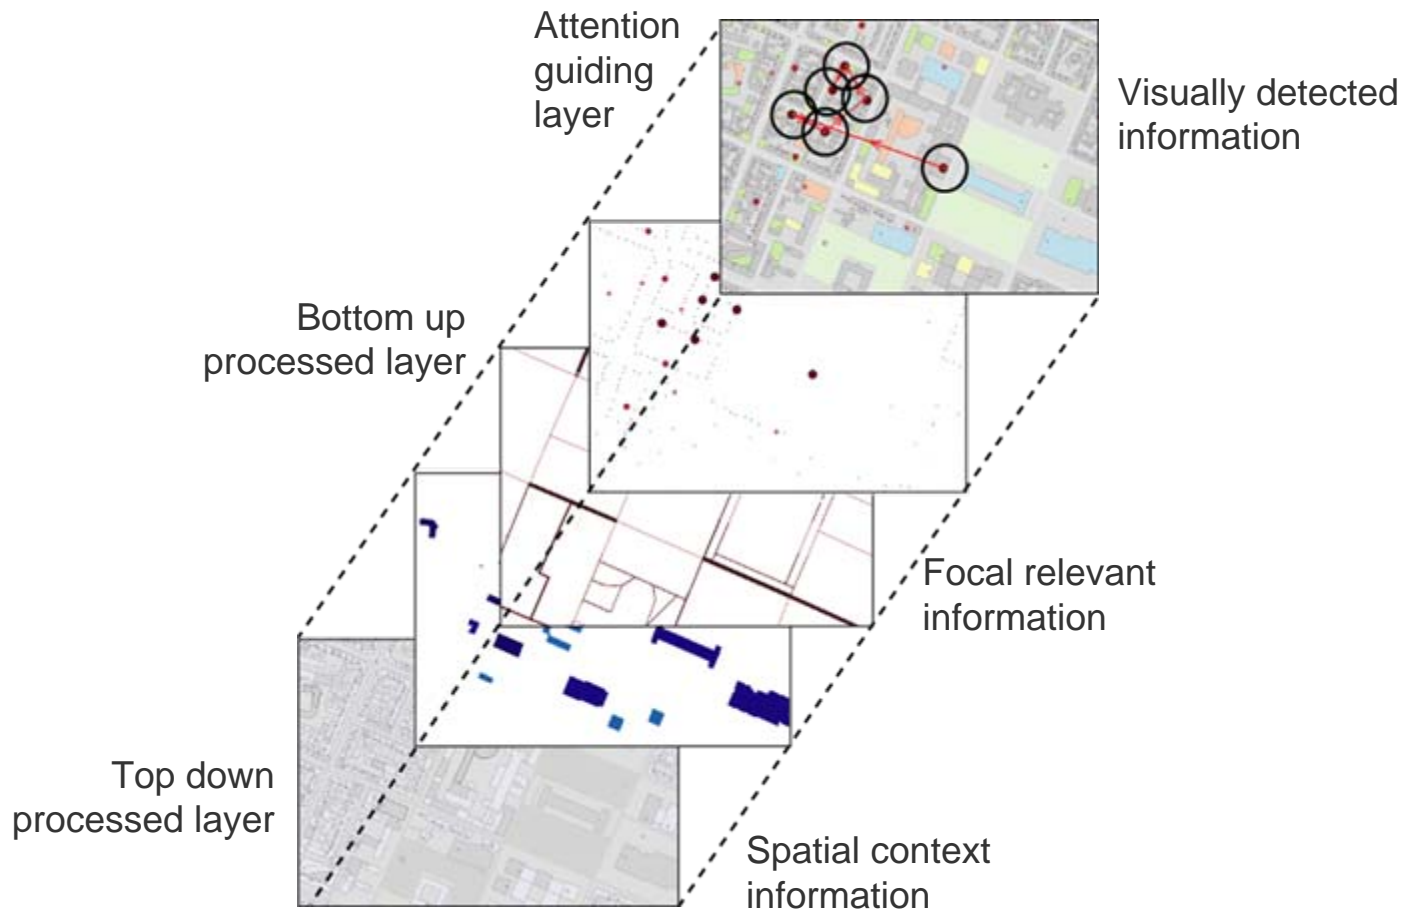 Attention
guiding
layer
Visually detected
information
Bottom up
processed layer
Focal relevant
information
Top down
processed layer
Spatial context
information